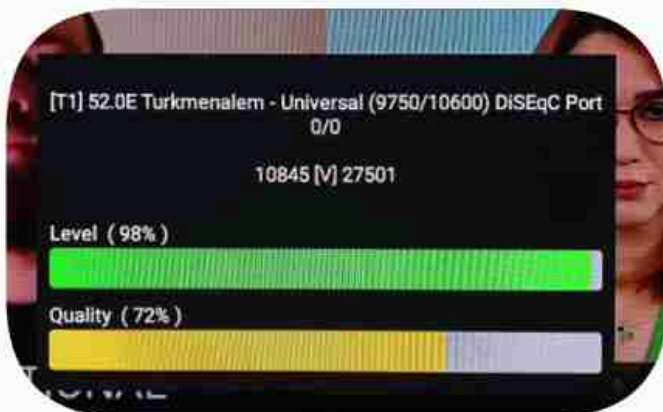 [T1] 52.0E Turkmenalem - Universal (9750/10600) DiSEqC Port
0/0
10845 [V] 27501
Level ( 98% )
Quality ( 72% )